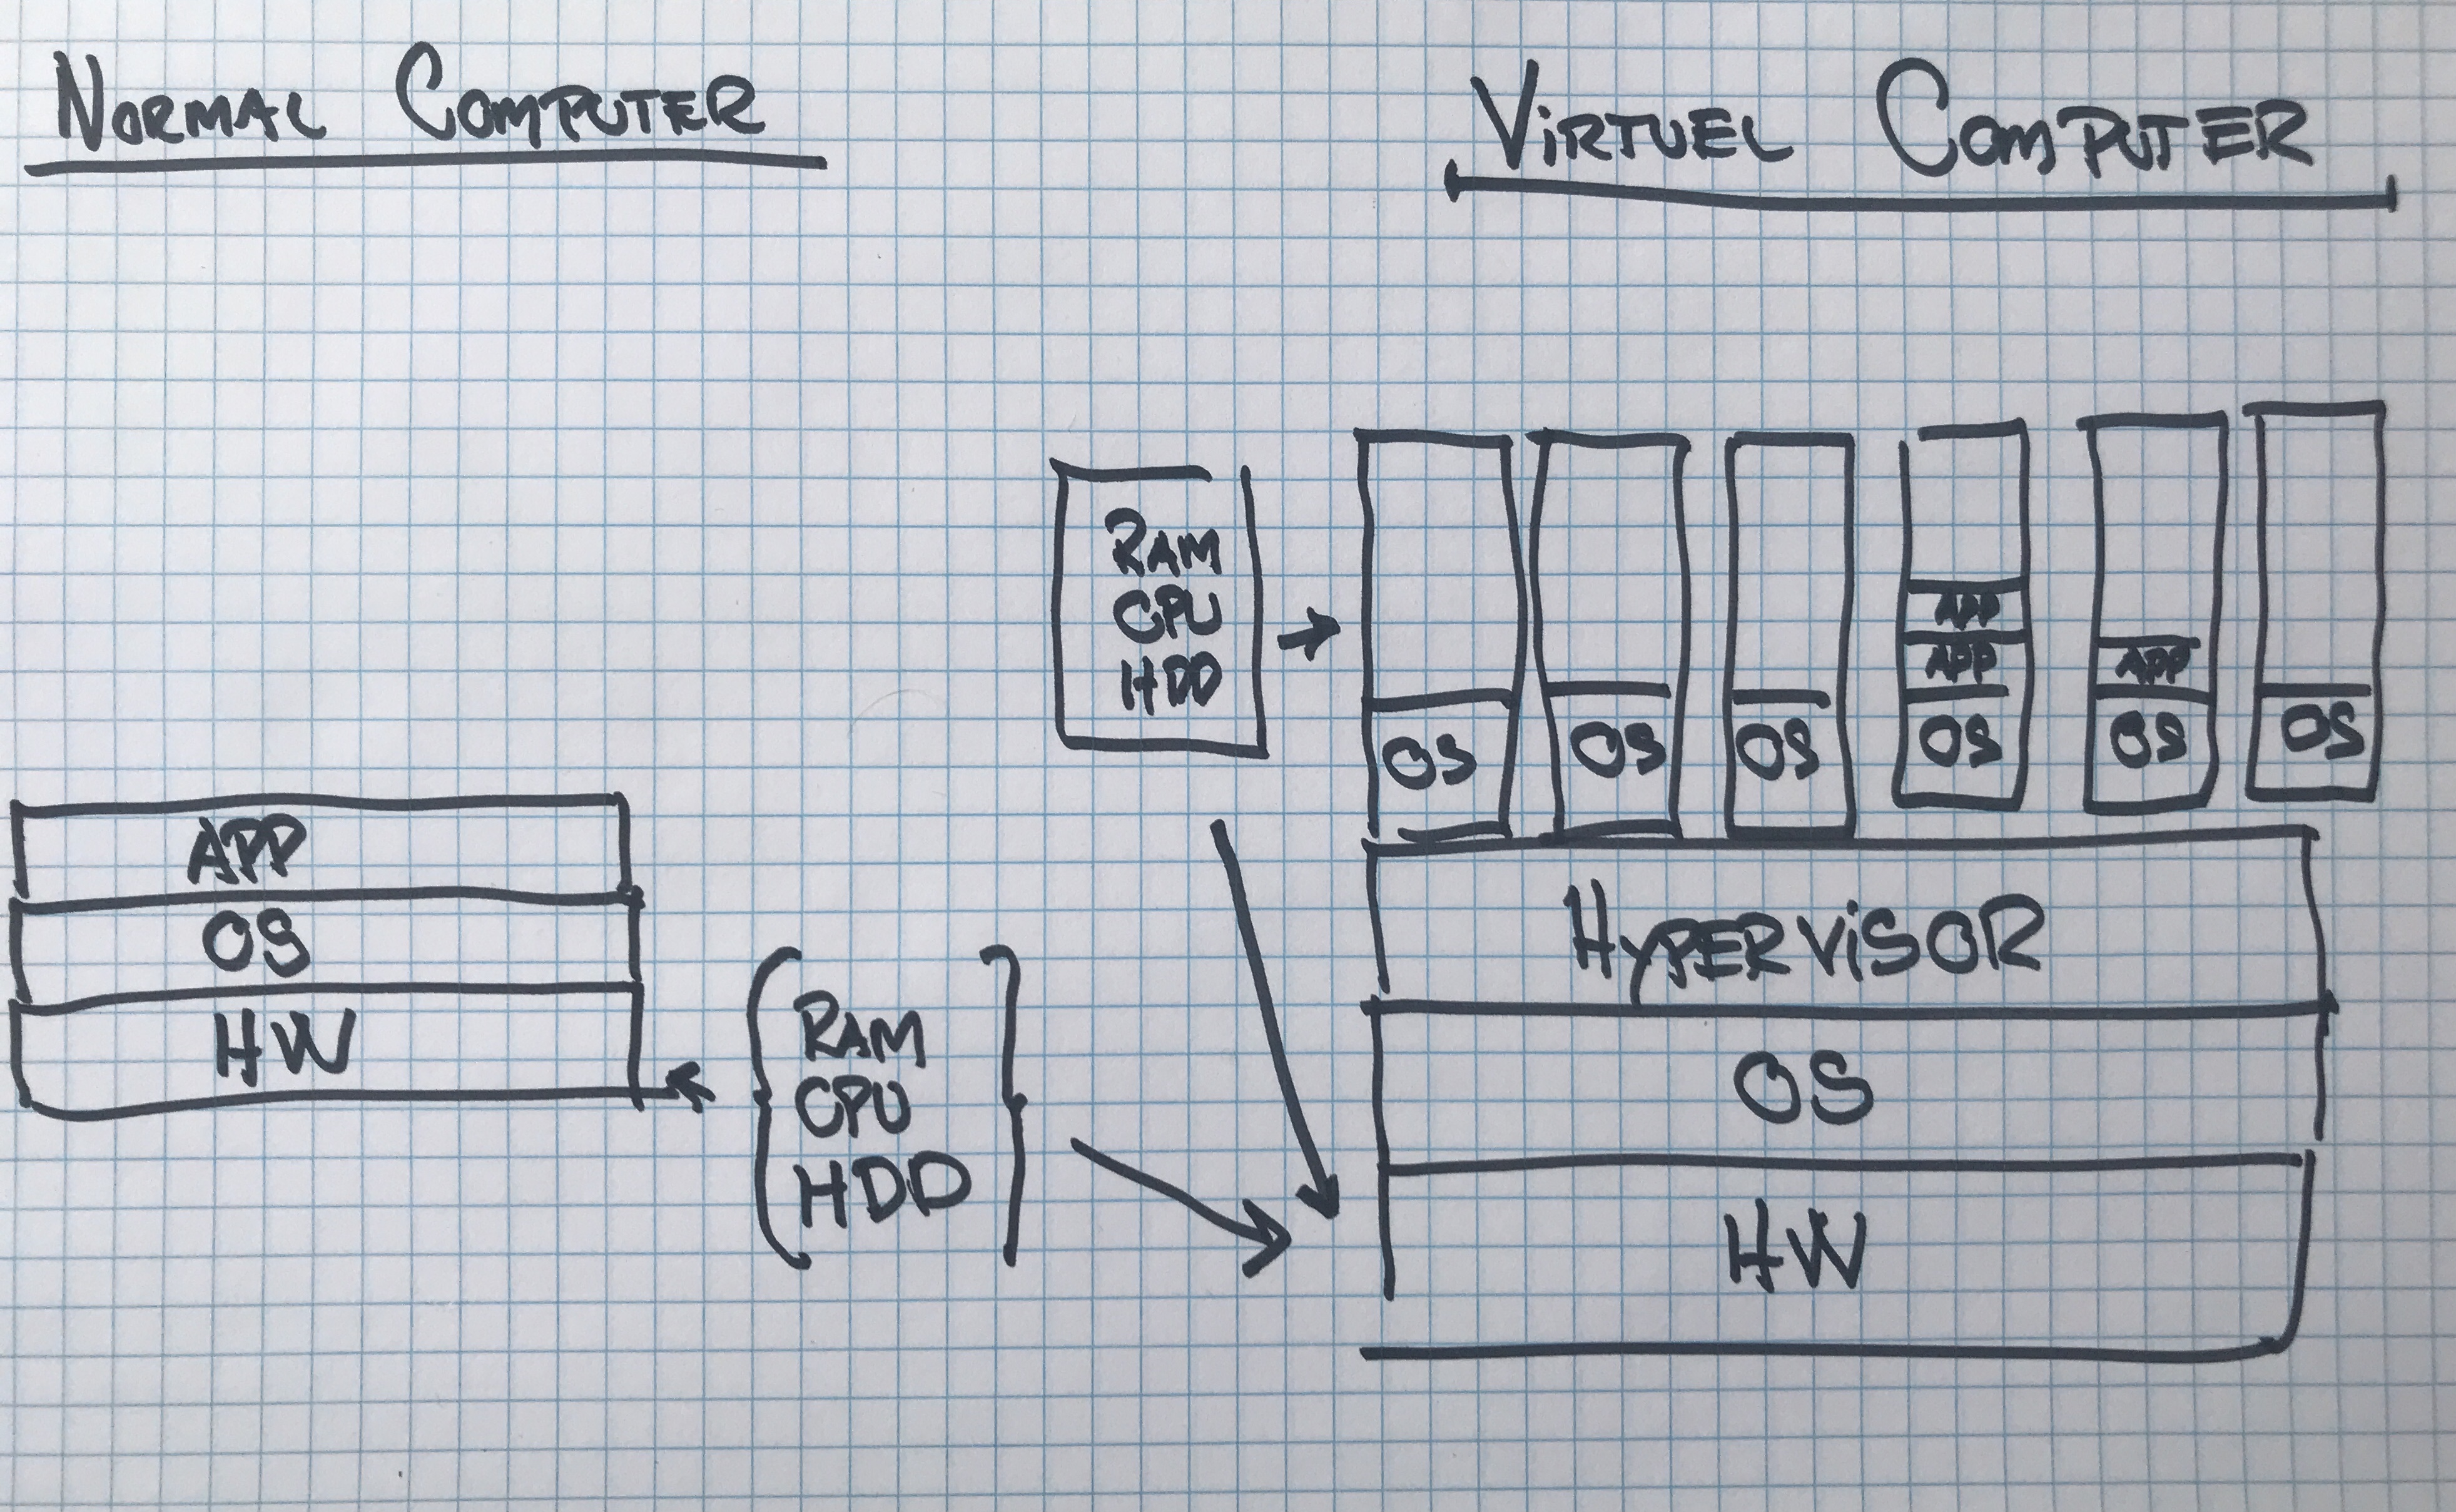 NORMAL COMPUTER
APP
OS
HW
RAM
CPU
HDD
VIRTUEL COMPUTER
RAM
CPU
HDD
OS
OS
OS
APP
APP
OS
APP
OS
OS
HYPERVISOR
OS
HW